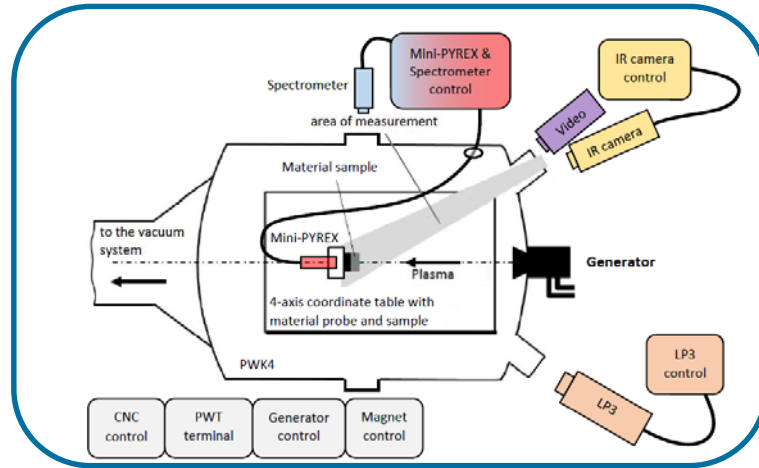 Mini-PYREX &
Spectrometer
control
Spectrometer
IR camera
control
area of measurement
Video
IR camera
Material sample
to the vacuum
system
Mini-PYREX
Plasma
Generator
4-axis coordinate table with
material probe and sample
PWK4
LP3
control
LP3
CNC
control
PWT
terminal
Generator
control
Magnet
control